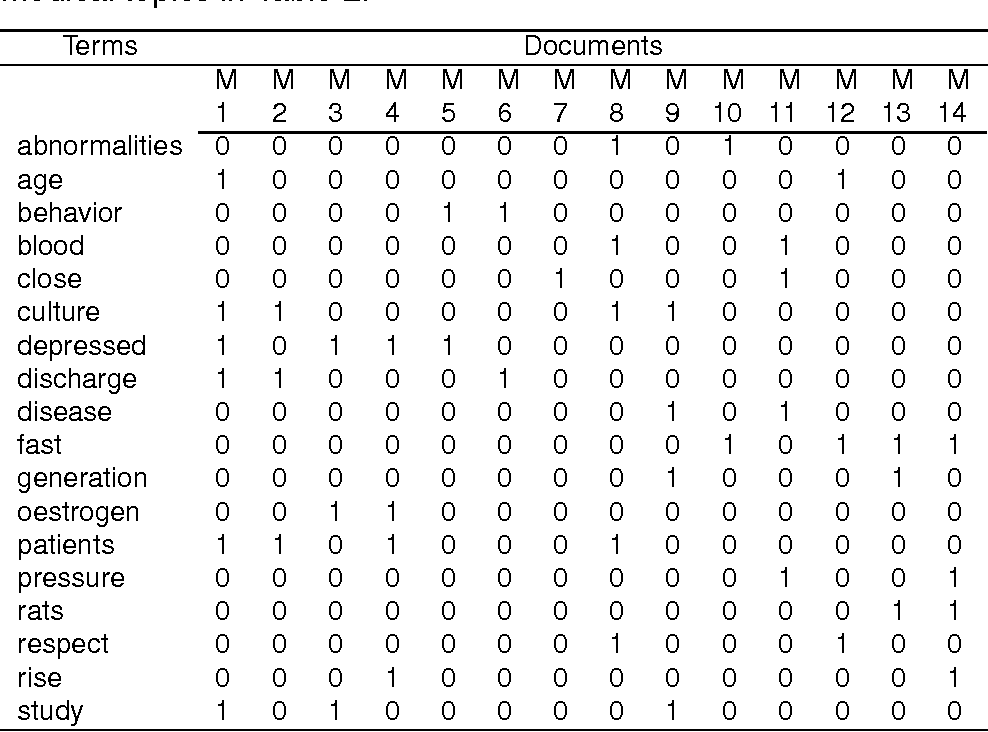 medical topics in Table 2.
Terms Documents
M M M M M M M M M M M M M M
1 2 3 4 5 6 7 8 9 10 11 12 13 14
abnormalities 0 0 0 0 0 0 0 1 0 1 0 0 0 0
age 1 0 0 0 0 0 0 0 0 0 0 1 0 0
behavior 0 0 0 0 1 1 0 0 0 0 0 0 0 0
blood 0 0 0 0 0 0 0 1 0 0 1 0 0 0
close 0 0 0 0 0 0 1 0 0 0 1 0 0 0
culture 1 1 0 0 0 0 0 1 1 0 0 0 0 0
depressed 1 0 1 1 1 0 0 0 0 0 0 0 0 0
discharge 1 1 0 0 0 1 0 0 0 0 0 0 0 0
disease 0 0 0 0 0 0 0 0 1 0 1 0 0 0
fast 0 0 0 0 0 0 0 0 0 1 0 1 1 1
generation 0 0 0 0 0 0 0 0 1 0 0 0 1 0
oestrogen 0 0 1 1 0 0 0 0 0 0 0 0 0 0
patients 1 1 0 1 0 0 0 1 0 0 0 0 0 0
pressure 0 0 0 0 0 0 0 0 0 0 1 0 0 1
rats 0 0 0 0 0 0 0 0 0 0 0 0 1 1
respect 0 0 0 0 0 0 0 1 0 0 0 1 0 0
rise 0 0 0 1 0 0 0 0 0 0 0 0 0 1
study 1 0 1 0 0 0 0 0 1 0 0 0 0 0